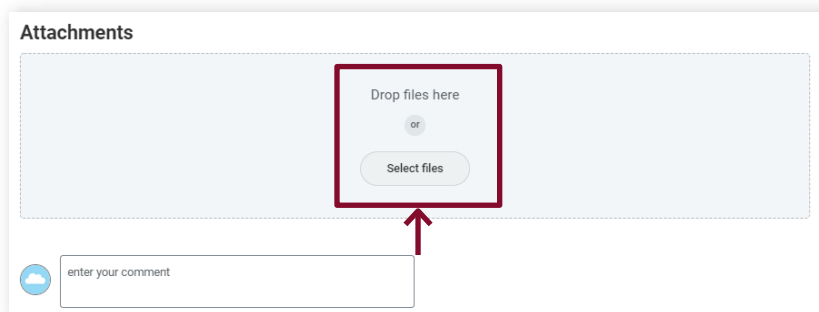 Attachments
Drop files here
or
Select files
enter your comment